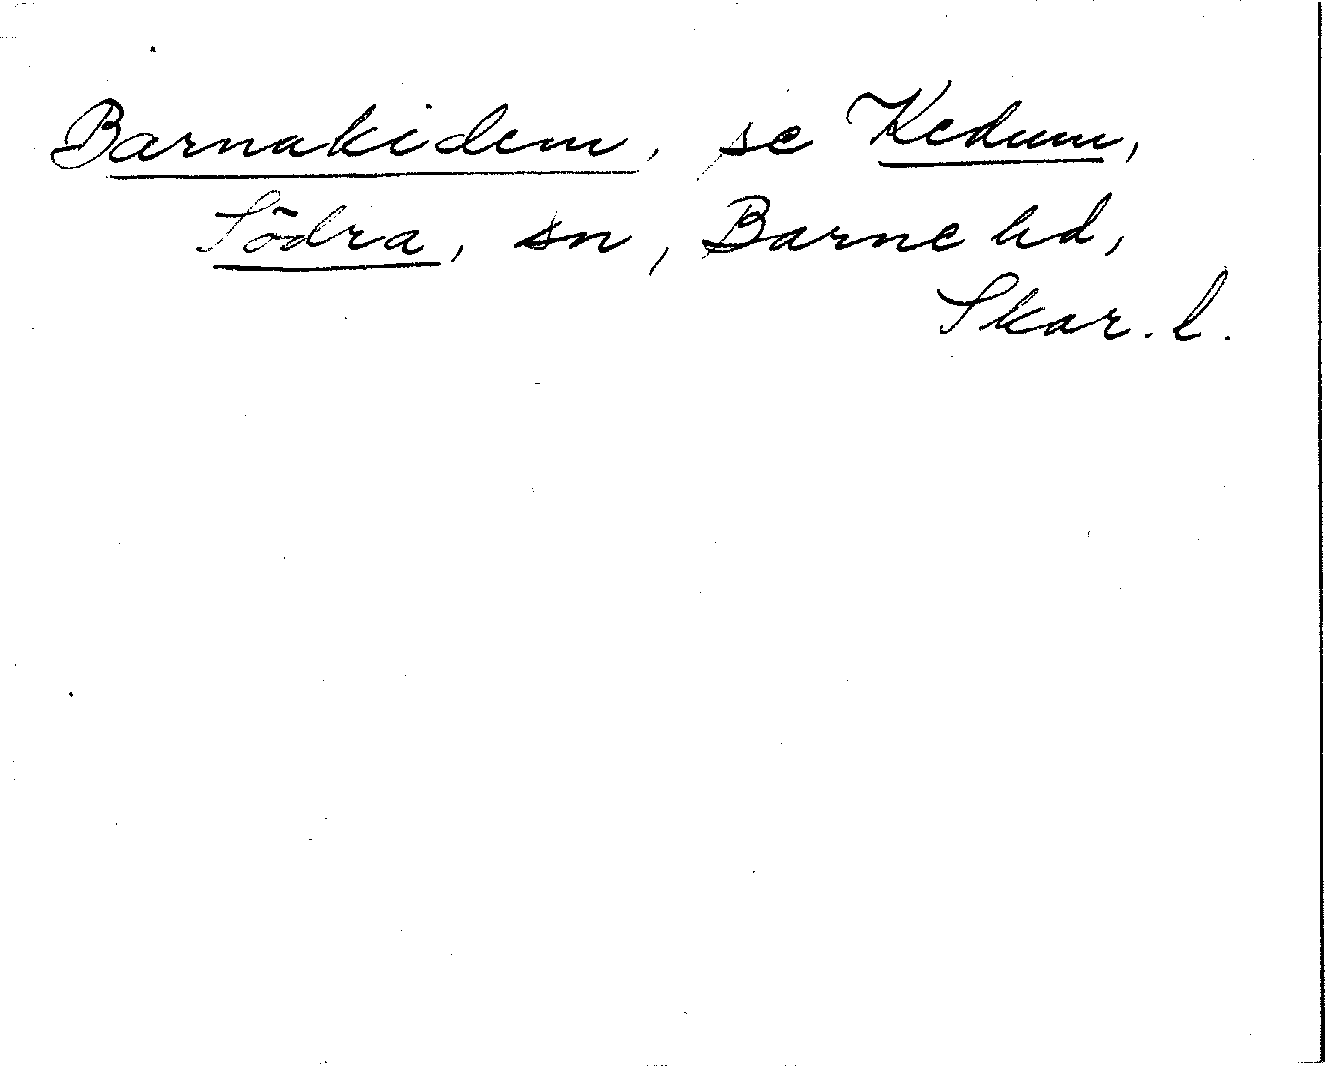 Barnakidem, se Kedum,
Södra, sn, Barne hd,
Skar. l.